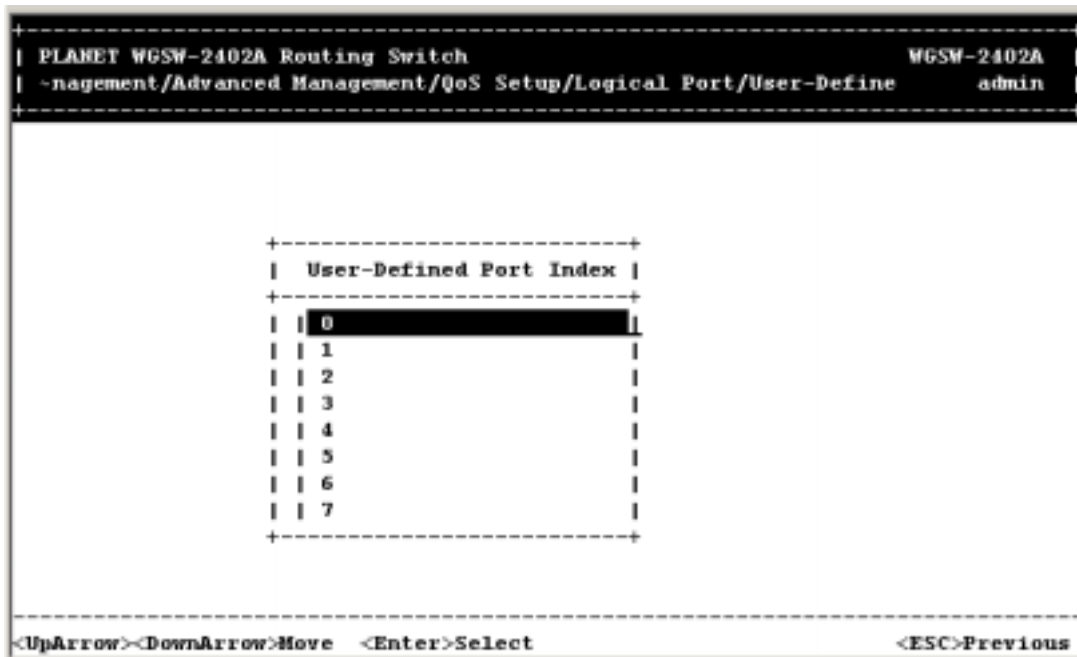 PLANET WGSW-2402A Routing Switch WGSW-2402A
~nagement/Advanced Management/QoS Setup/Logical Port/User-Define admin
User-Defined Port Index
0
1
2
3
4
5
6
7
<UpArrow><DownArrow>Move <Enter>Select <ESC>Previous